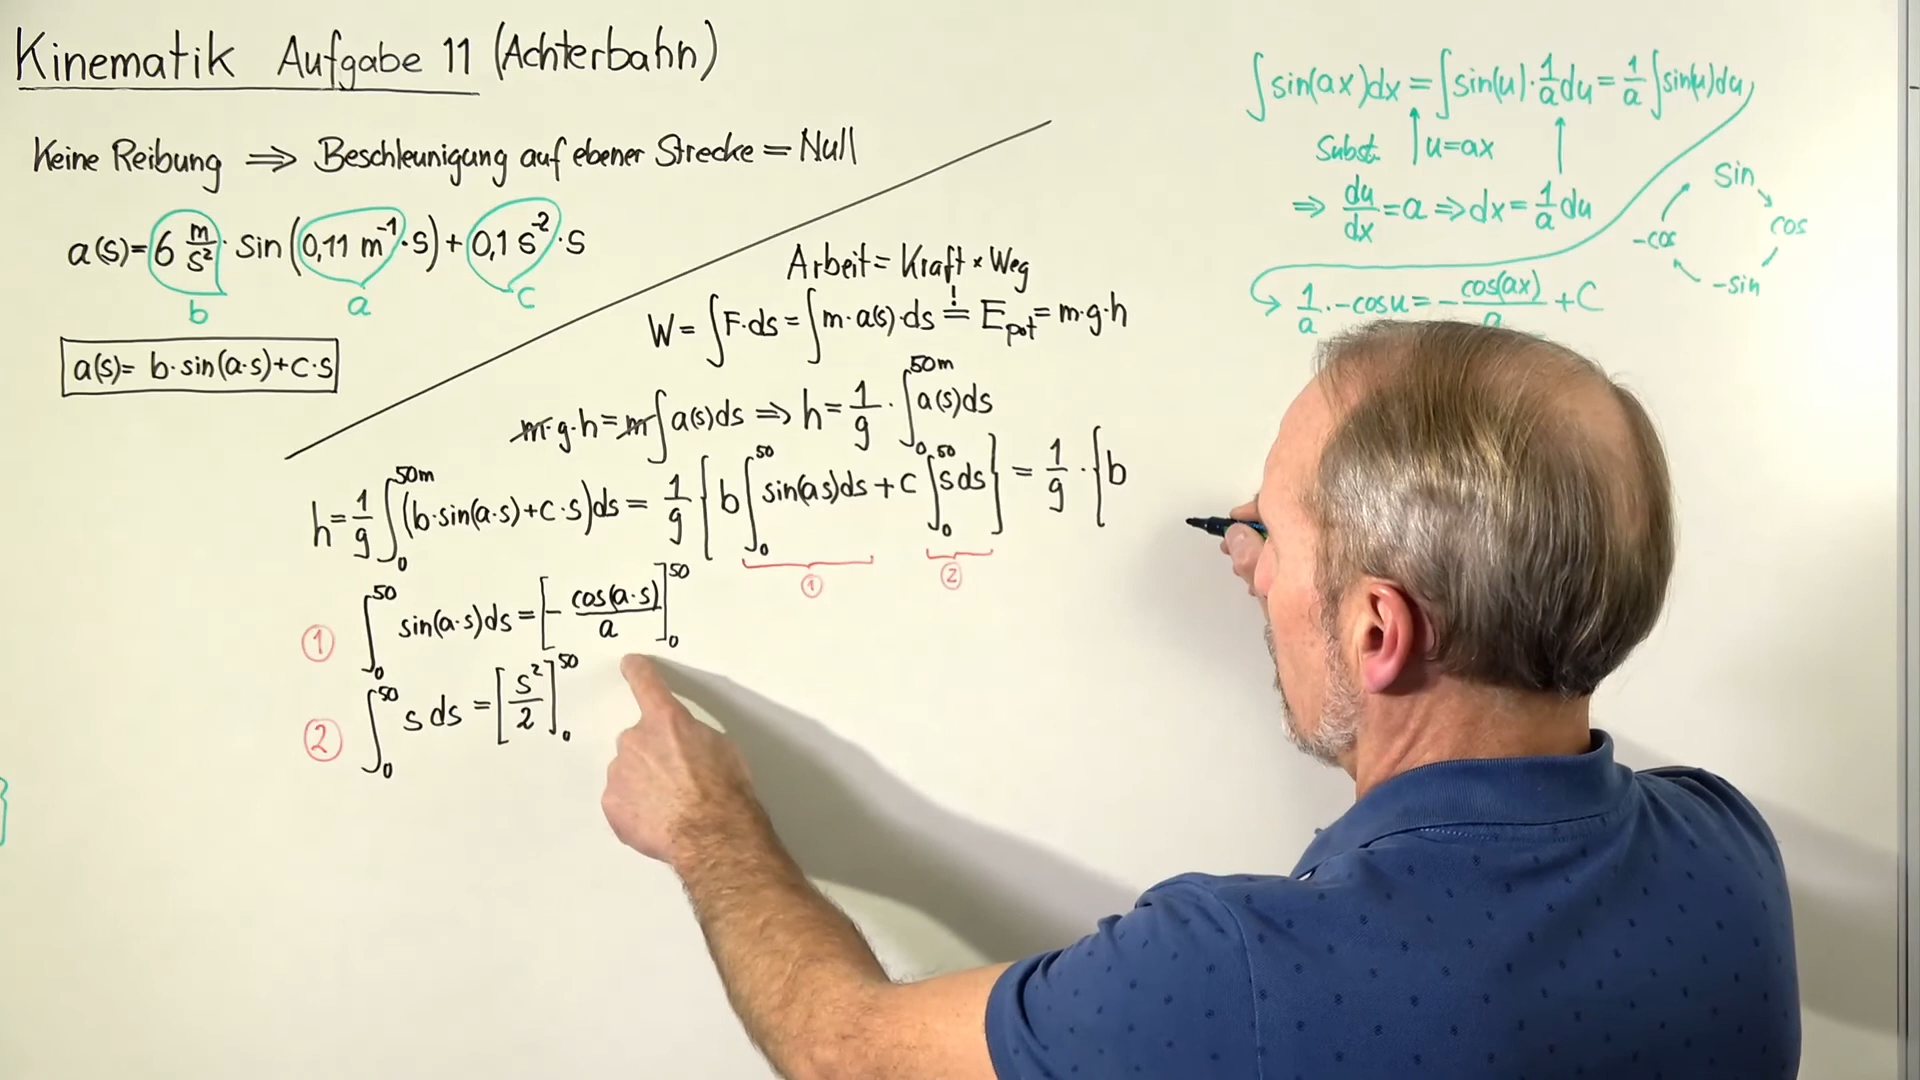 Kinematik Aufgabe 11 (Achterbahn)
Keine Reibung ⇒ Beschleunigung auf ebener Strecke = Null
a(s) = 6 m/s² · sin(0,11 m⁻¹·s) + 0,1 s⁻²·s
b a c
a(s) = b·sin(a·s)+c·s
Arbeit = Kraft × Weg
W = ∫F·ds = ∫m·a(s)·ds =! E_pot = m·g·h
m·g·h = m∫a(s)ds ⇒ h = 1/g · ∫₀^50m a(s)ds
h = 1/g ∫₀^50m (b·sin(a·s)+c·s)ds = 1/g {b ∫₀^50 sin(as)ds + c ∫₀^50 s ds} = 1/g · {b
① ②
① ∫₀^50 sin(a·s)ds = [- cos(a·s)/a]₀^50
② ∫₀^50 s ds = [s²/2]₀^50
∫sin(ax)dx = ∫sin(u)·1/a du = 1/a ∫sin(u)du
Subst. u=ax
⇒ du/dx = a ⇒ dx = 1/a du
1/a · -cosu = - cos(ax)/a + C
sin
cos
-sin
-cos